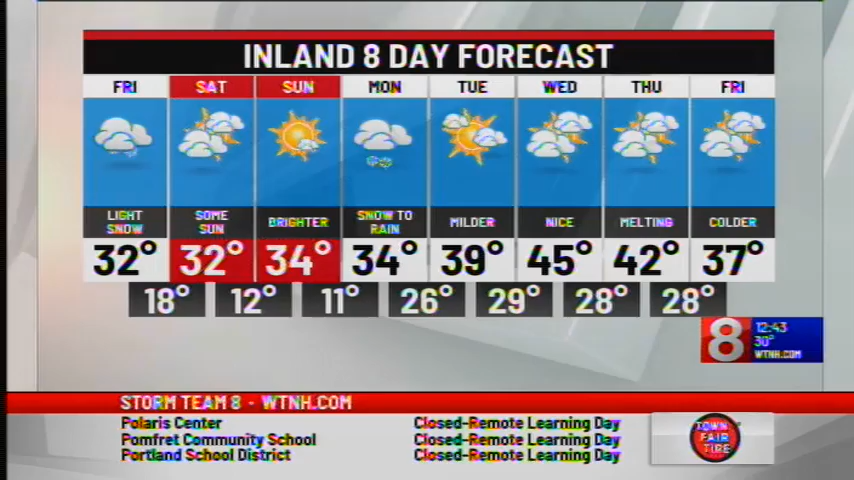 INLAND 8 DAY FORECAST
FRI SAT SUN MON TUE WED THU FRI
LIGHT SNOW SOME SUN BRIGHTER SNOW TO RAIN MILDER NICE MELTING COLDER
32° 32° 34° 34° 39° 45° 42° 37°
18° 12° 11° 26° 29° 28° 28°
8 12:43
30°
WTNH.COM
STORM TEAM 8 - WTNH.COM
Polaris Center Closed-Remote Learning Day
Pomfret Community School Closed-Remote Learning Day
Portland School District Closed-Remote Learning Day
TOWN
FAIR
TIRE